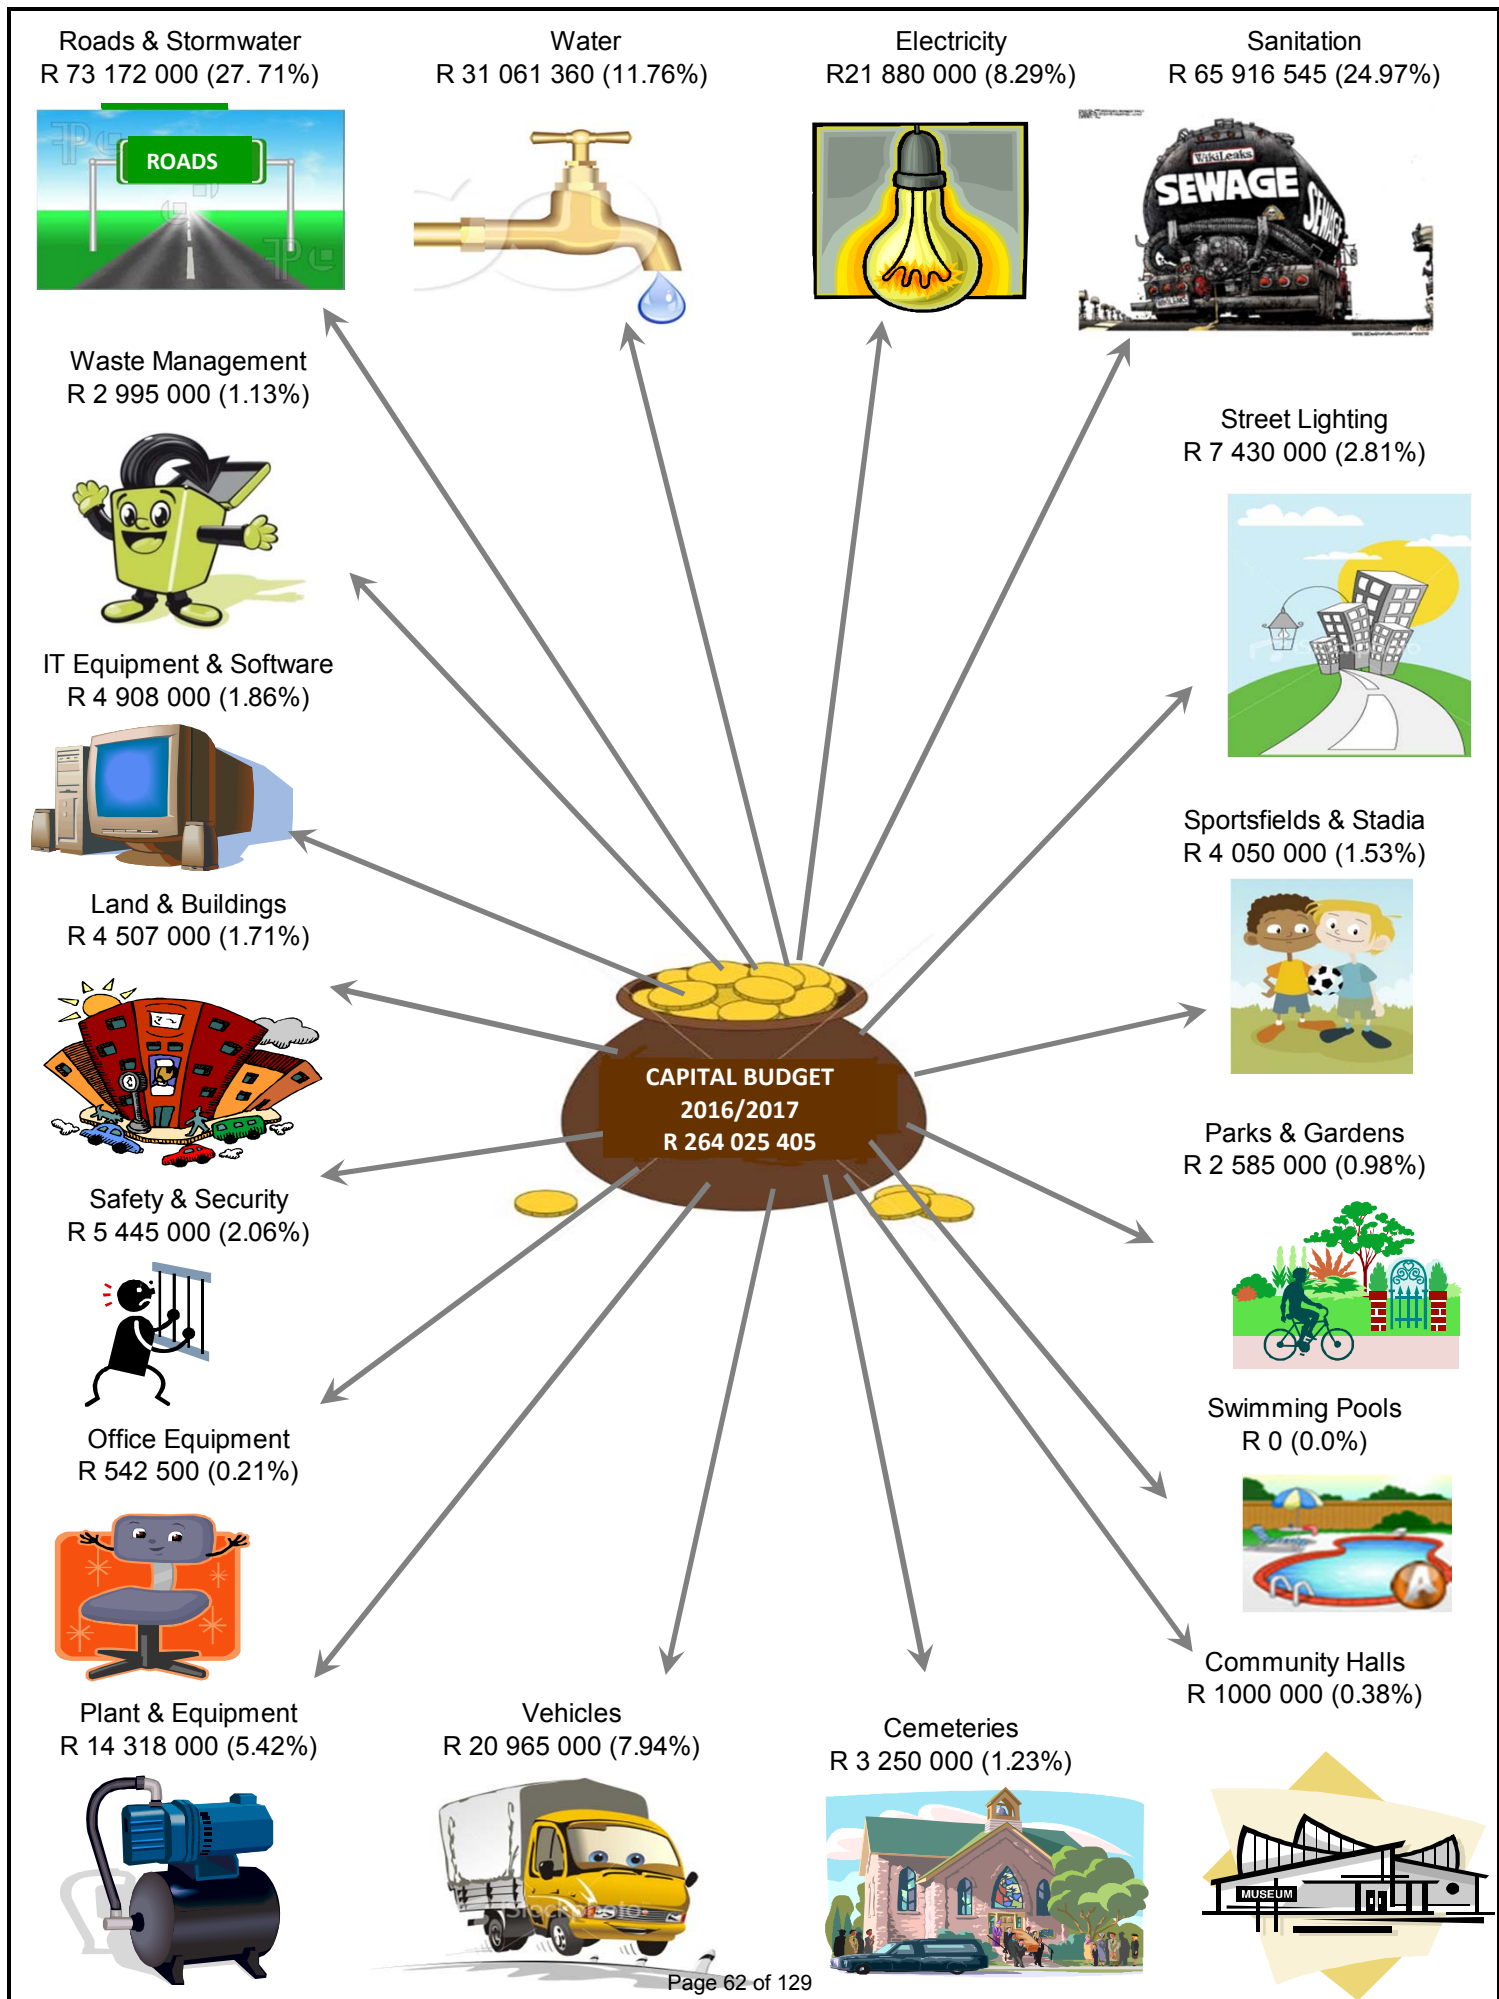 Roads & Stormwater
R 73 172 000 (27. 71%)
Water
R 31 061 360 (11.76%)
Electricity
R21 880 000 (8.29%)
Sanitation
R 65 916 545 (24.97%)
ROADS
WikiLeaks
SEWAGE
SEWAGE
Waste Management
R 2 995 000 (1.13%)
Street Lighting
R 7 430 000 (2.81%)
IT Equipment & Software
R 4 908 000 (1.86%)
Sportsfields & Stadia
R 4 050 000 (1.53%)
Land & Buildings
R 4 507 000 (1.71%)
CAPITAL BUDGET
2016/2017
R 264 025 405
Parks & Gardens
R 2 585 000 (0.98%)
Safety & Security
R 5 445 000 (2.06%)
Swimming Pools
R 0 (0.0%)
Office Equipment
R 542 500 (0.21%)
A
Community Halls
R 1000 000 (0.38%)
Plant & Equipment
R 14 318 000 (5.42%)
Vehicles
R 20 965 000 (7.94%)
Cemeteries
R 3 250 000 (1.23%)
MUSEUM
iStockphoto
Page 62 of 129